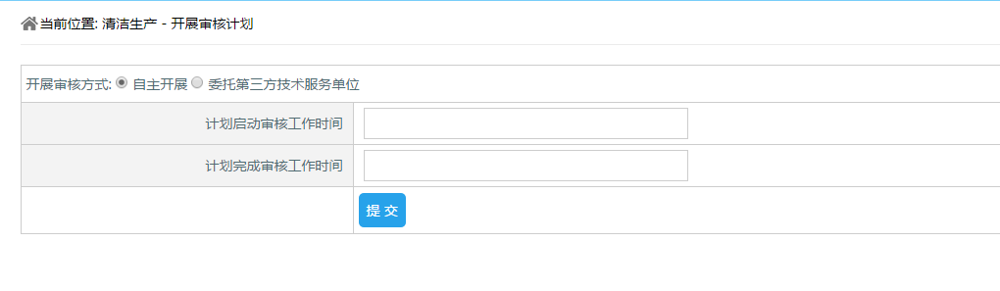 当前位置: 清洁生产 - 开展审核计划
开展审核方式: 自主开展 委托第三方技术服务单位
计划启动审核工作时间
计划完成审核工作时间
提 交